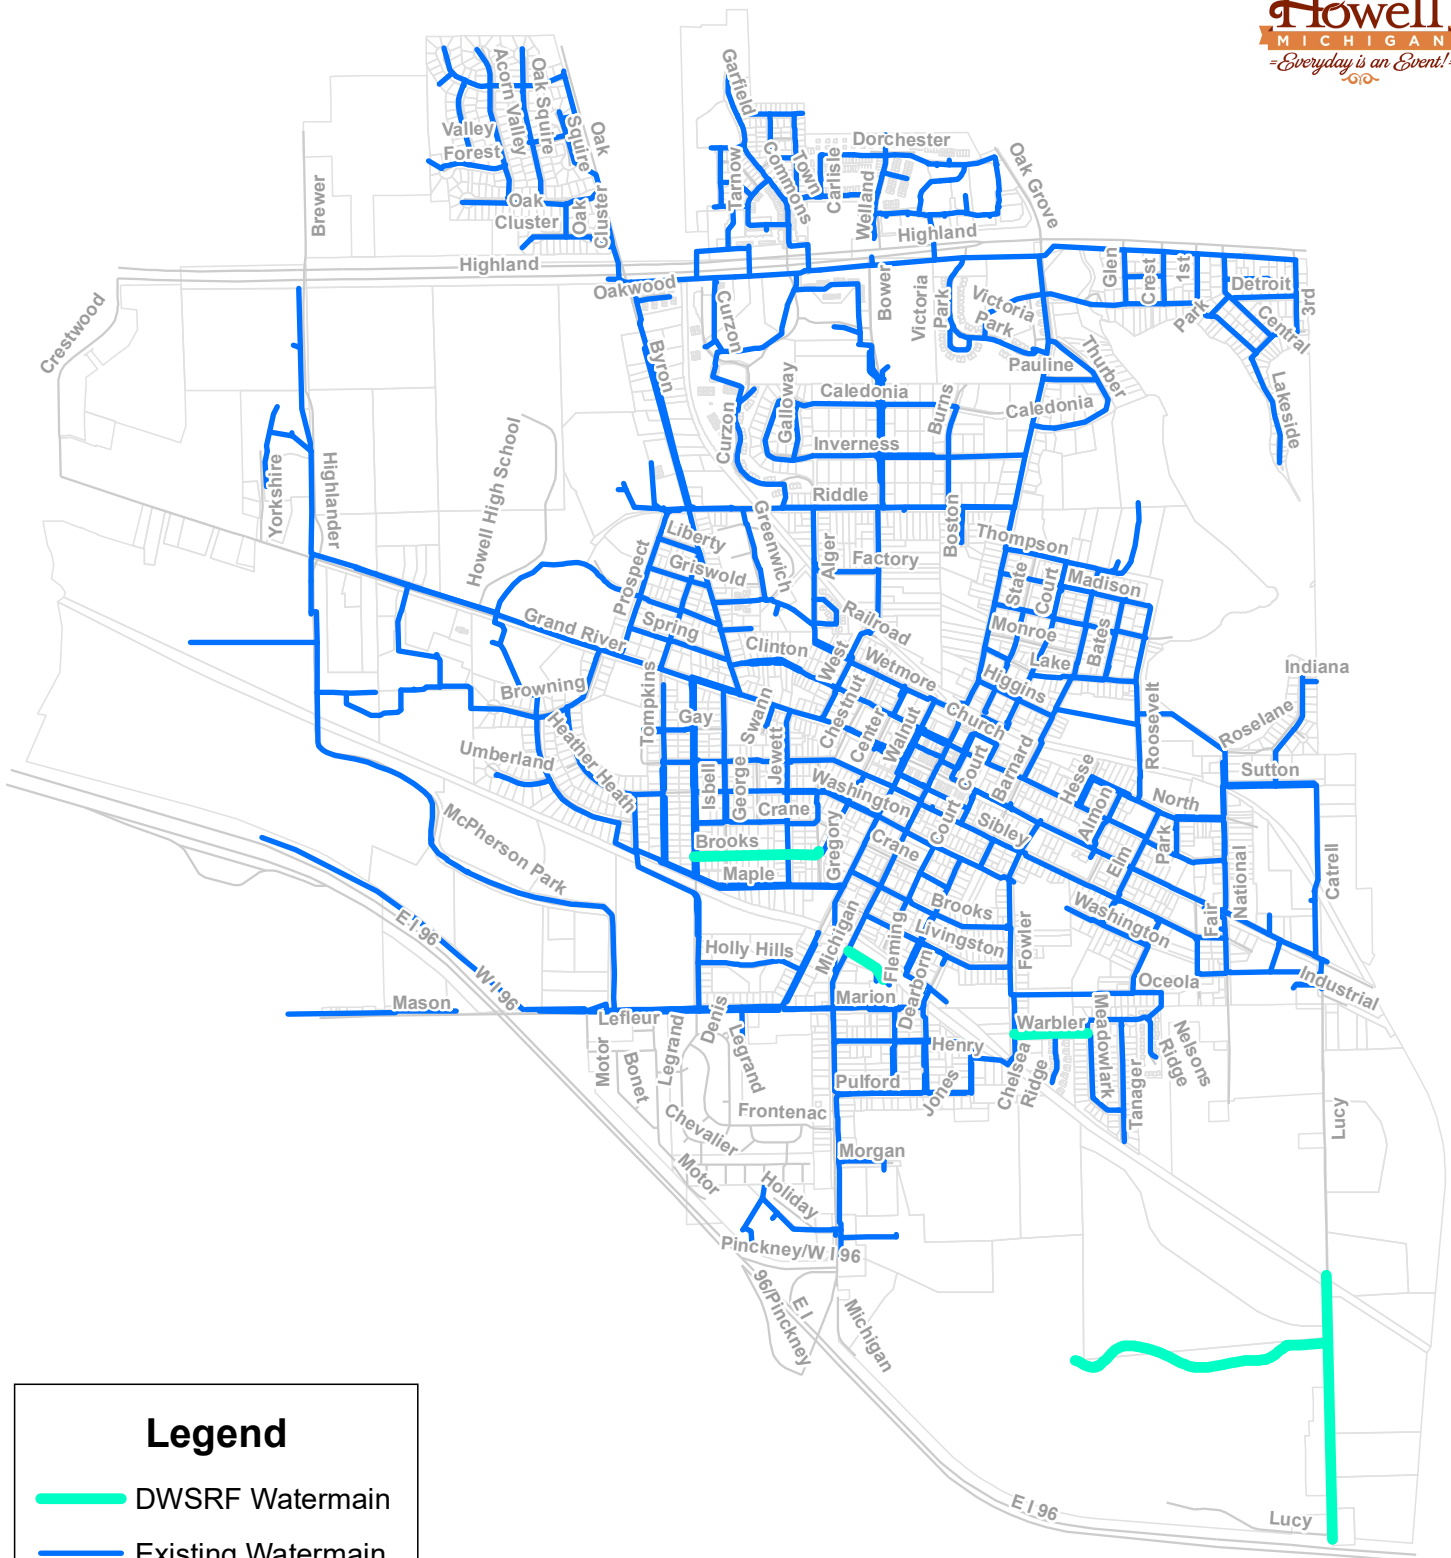 Howell
MICHIGAN
Everyday is an Event!
Garfield
Acorn Valley
Oak Squire
Oak
Squire
Valley
Forest
Oak
Cluster
Oak
Cluster
Brewer
Tarnow
Commons
Town
Carlisle
Dorchester
Welland
Oak Grove
Highland
Highland
Oakwood
Crestwood
Curzon
Bower
Victoria
Park
Victoria
Park
Glen
Crest
1st
Detroit
3rd
Park
Central
Lakeside
Byron
Pauline
Thurber
Galloway
Caledonia
Burns
Caledonia
Curzon
Inverness
Yorkshire
Highlander
Howell High School
Riddle
Greenwich
Boston
Thompson
Liberty
Griswold
Prospect
Alger
Factory
State
Court
Madison
Grand River
Spring
Railroad
Monroe
Bates
Clinton
West
Wetmore
Lake
Higgins
Indiana
Browning
Tompkins
Gay
Swann
Chestnut
Center
Walnut
Church
Roosevelt
Roselane
Umberland
Heather Heath
Isbell
George
Jewett
Washington
Court
Barnard
Hesse
Sutton
Crane
Court
Sibley
Almon
North
McPherson Park
Brooks
Gregory
Crane
Elm
Park
National
Catrell
Maple
Brooks
Washington
Fair
E I 96
Michigan
Fleming
Livingston
Fowler
Holly Hills
W I 96
Dearborn
Oceola
Industrial
Mason
Lefleur
Marion
Denis
Warbler
Meadowlark
Motor
Bonet
Legrand
Legrand
Henry
Chelsea
Ridge
Nelsons
Ridge
Pulford
Jones
Tanager
Lucy
Frontenac
Chevalier
Morgan
Motor
Holiday
Pinckney/W I 96
E I
96/Pinckney
Michigan
E I 96
Lucy
Legend
DWSRF Watermain
Existing Watermain